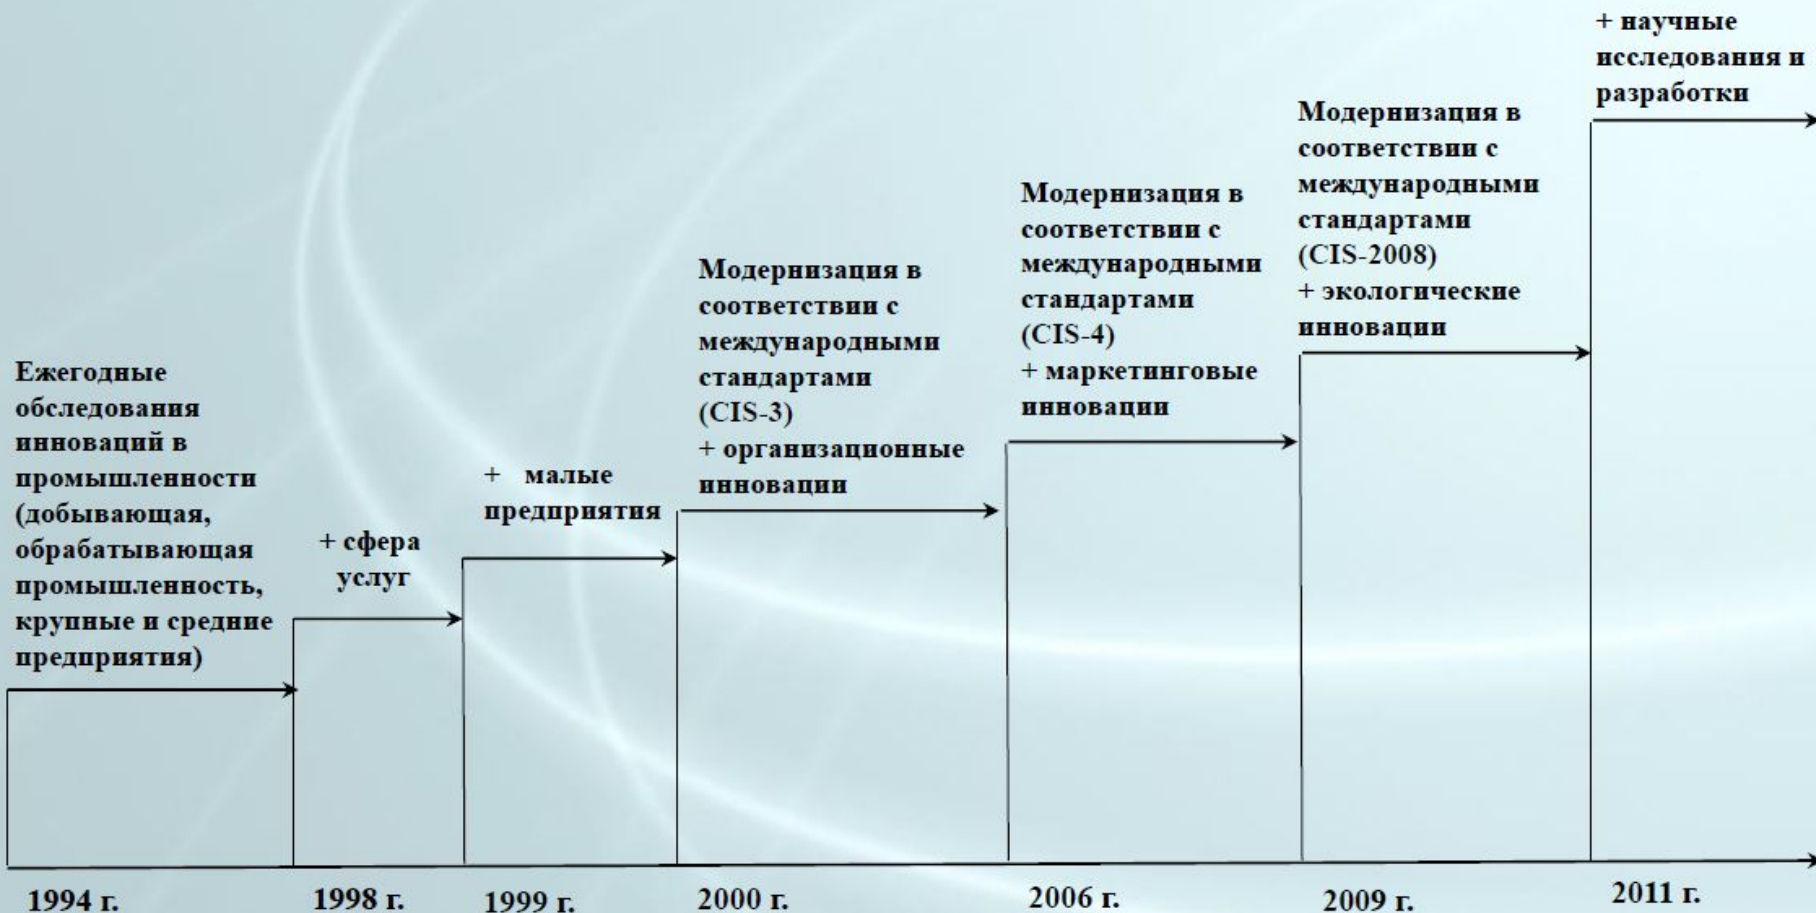 Ежегодные
обследования
инноваций в
промышленности
(добывающая,
обрабатывающая
промышленность,
крупные и средние
предприятия)
+ сфера
услуг
+ малые
предприятия
Модернизация в
соответствии с
международными
стандартами
(CIS-3)
+ организационные
инновации
Модернизация в
соответствии с
международными
стандартами
(CIS-4)
+ маркетинговые
инновации
Модернизация в
соответствии с
международными
стандартами
(CIS-2008)
+ экологические
инновации
+ научные
исследования и
разработки
1994 г.
1998 г.
1999 г.
2000 г.
2006 г.
2009 г.
2011 г.